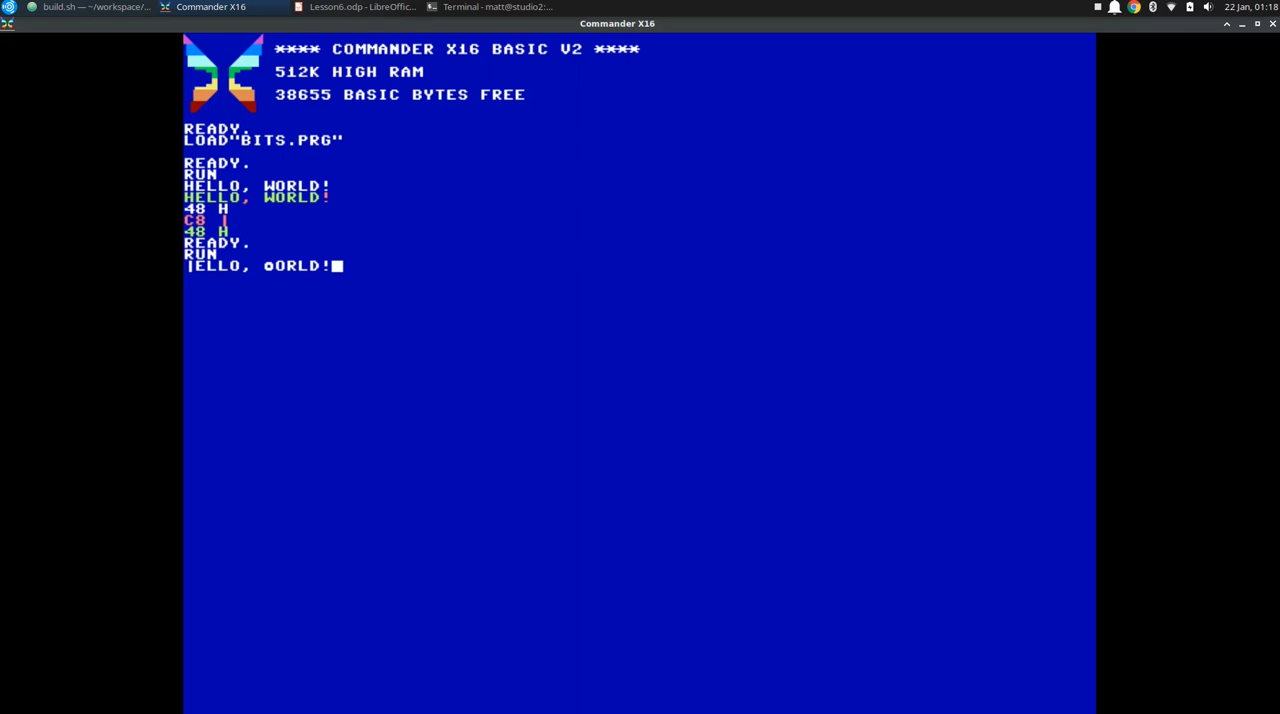 build.sh — ~/workspace/...
Commander X16
Lesson6.odp - LibreOffic...
Terminal - matt@studio2:...
22 Jan, 01:18
Commander X16
**** COMMANDER X16 BASIC V2 ****
512K HIGH RAM
38655 BASIC BYTES FREE
READY.
LOAD"BITS.PRG"
READY.
RUN
HELLO, WORLD!
HELLO, WORLD!
48 H
C8 |
48 H
READY.
RUN
|ELLO, ○ORLD!